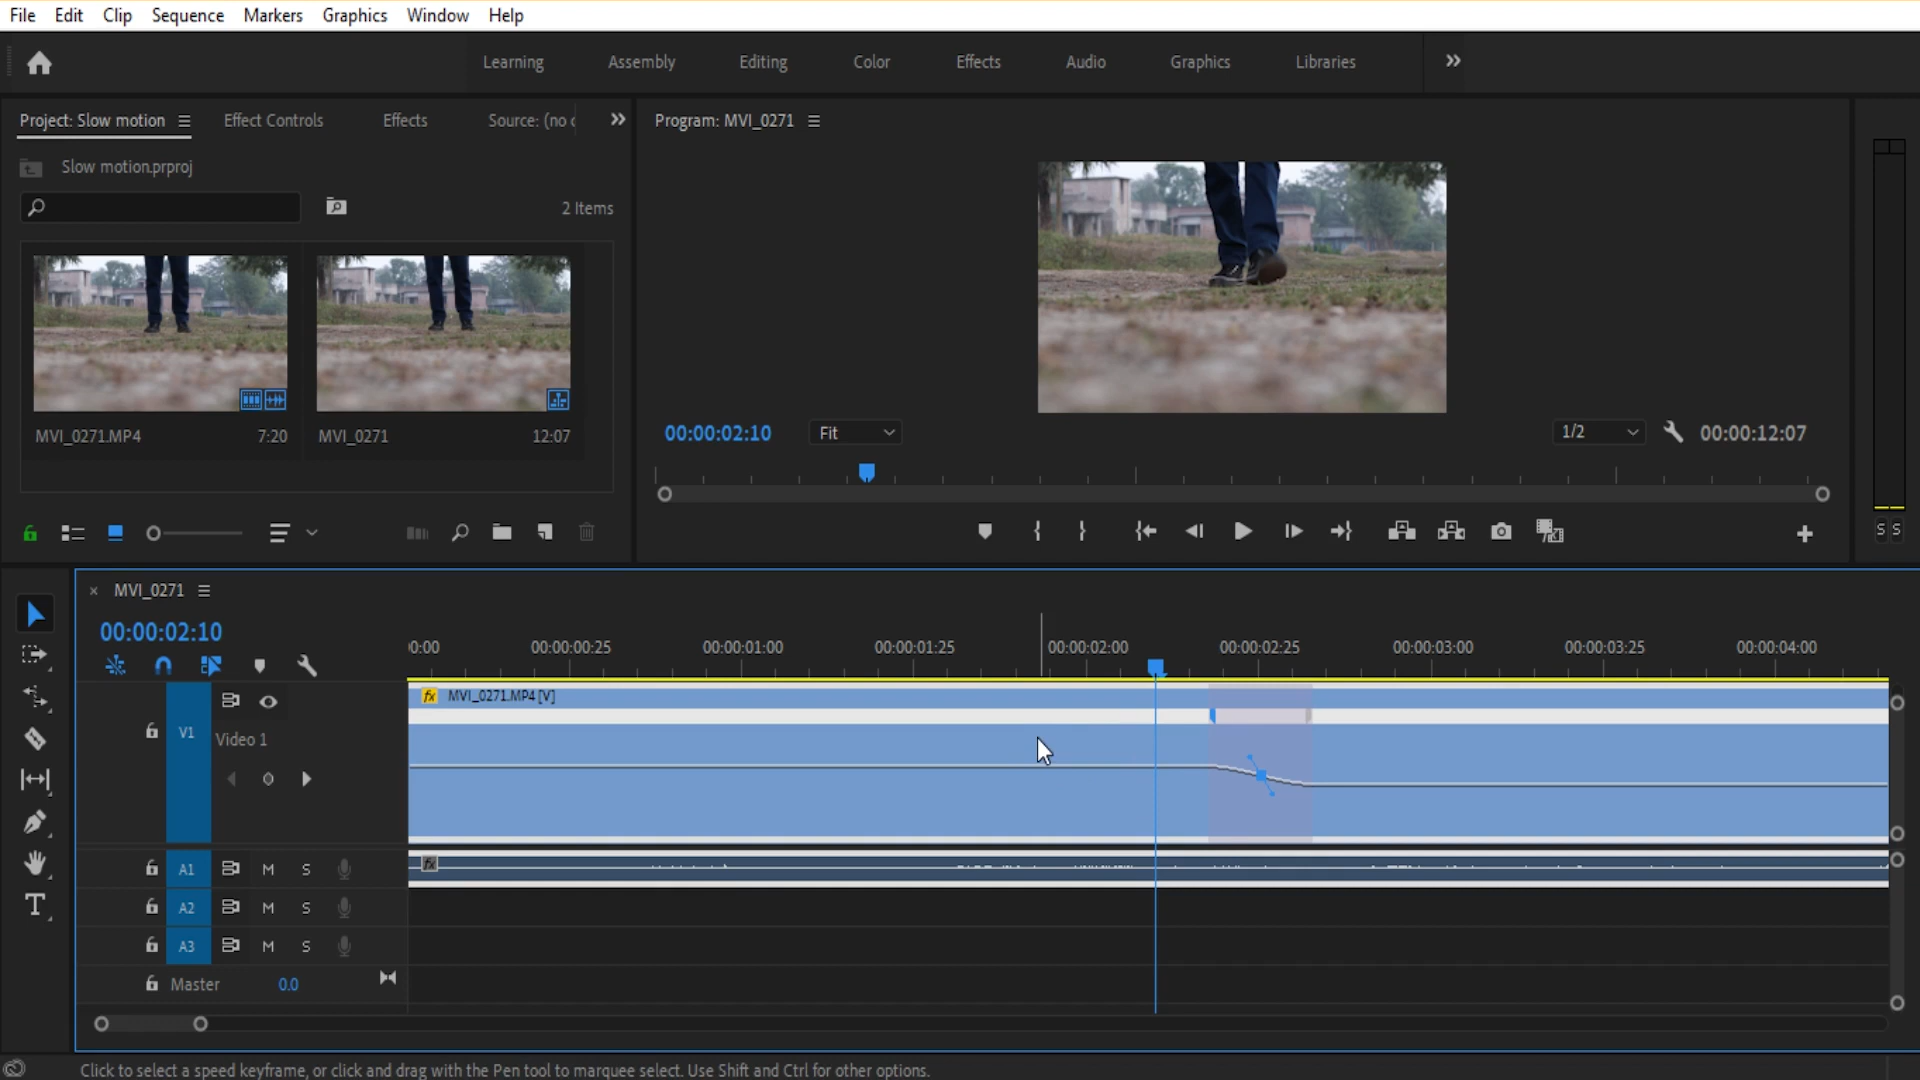 File Edit Clip Sequence Markers Graphics Window Help
Learning Assembly Editing Color Effects Audio Graphics Libraries
Project: Slow motion Effect Controls Effects Source: (no c
Program: MVI_0271
Slow motion.prproj
2 Items
MVI_0271.MP4 7:20 MVI_0271 12:07
00:00:02:10 Fit 1/2 00:00:12:07
S S
MVI_0271
00:00:02:10
00:00 00:00:00:25 00:00:01:00 00:00:01:25 00:00:02:00 00:00:02:25 00:00:03:00 00:00:03:25 00:00:04:00
fx MVI_0271.MP4 [V]
V1
Video 1
fx
A1 M S
A2 M S
A3 M S
Master 0.0
Click to select a speed keyframe, or click and drag with the Pen tool to marquee select. Use Shift and Ctrl for other options.